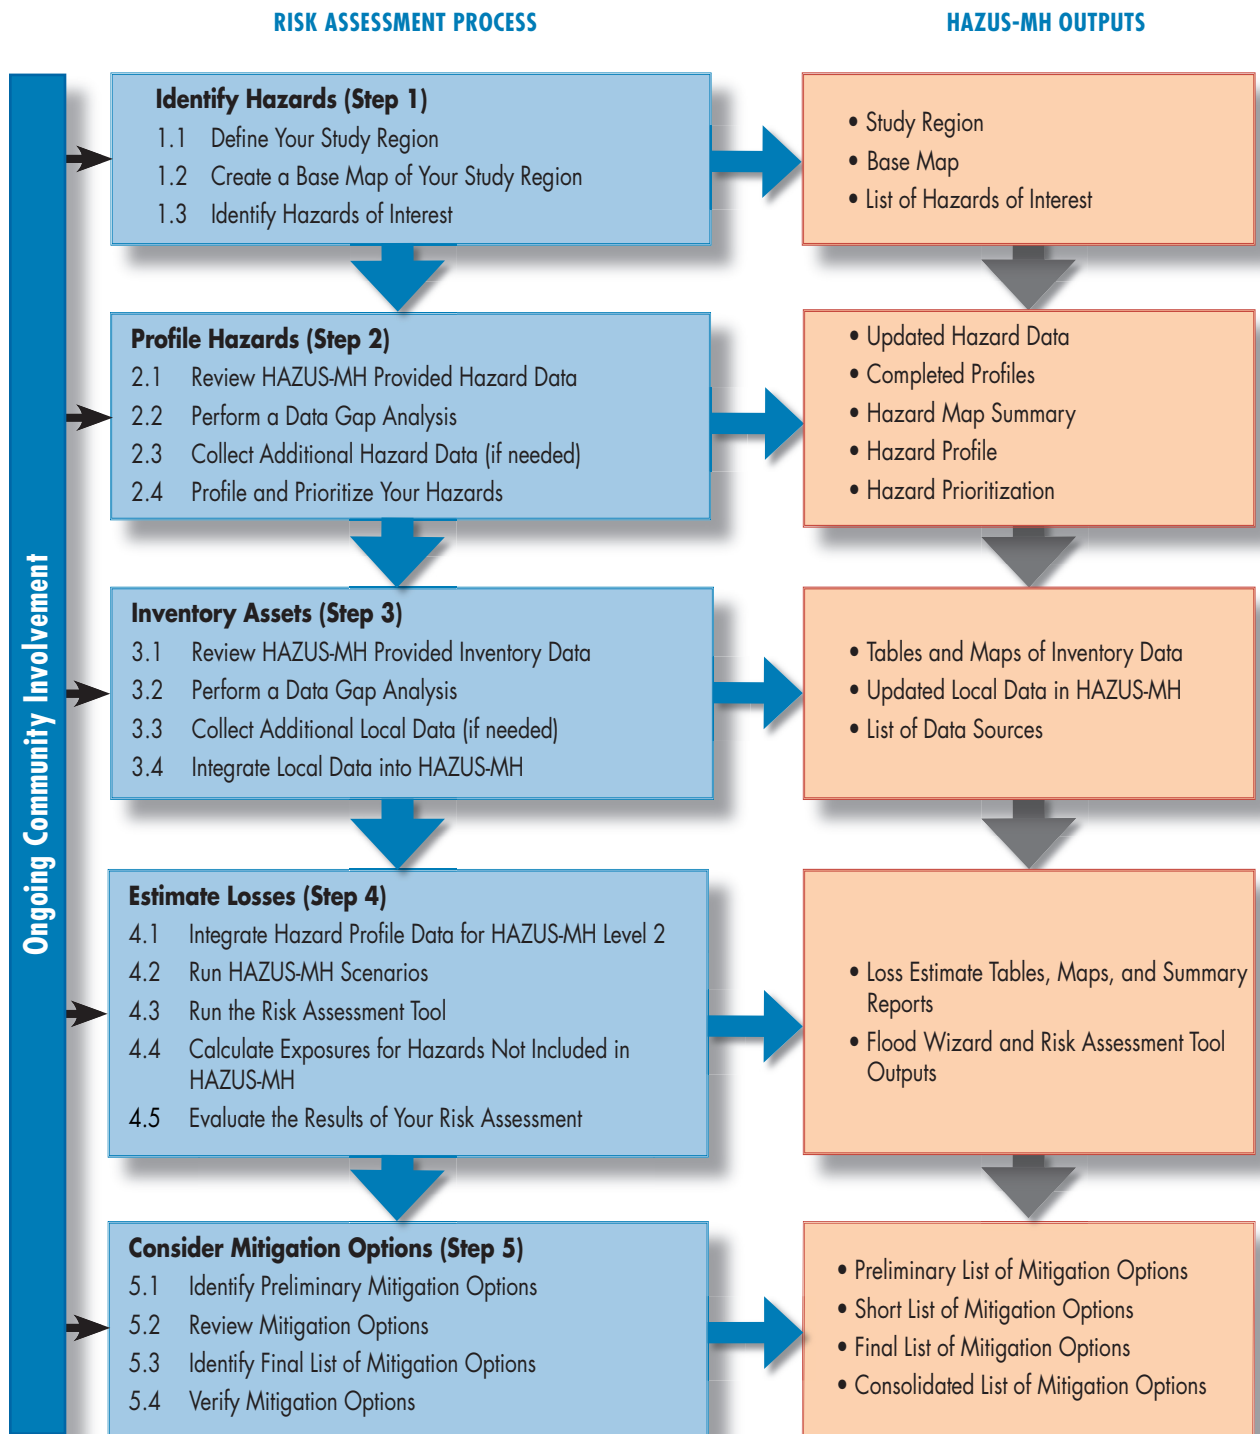 RISK ASSESSMENT PROCESS
HAZUS-MH OUTPUTS
Ongoing Community Involvement
Identify Hazards (Step 1)
1.1 Define Your Study Region
1.2 Create a Base Map of Your Study Region
1.3 Identify Hazards of Interest
• Study Region
• Base Map
• List of Hazards of Interest
Profile Hazards (Step 2)
2.1 Review HAZUS-MH Provided Hazard Data
2.2 Perform a Data Gap Analysis
2.3 Collect Additional Hazard Data (if needed)
2.4 Profile and Prioritize Your Hazards
• Updated Hazard Data
• Completed Profiles
• Hazard Map Summary
• Hazard Profile
• Hazard Prioritization
Inventory Assets (Step 3)
3.1 Review HAZUS-MH Provided Inventory Data
3.2 Perform a Data Gap Analysis
3.3 Collect Additional Local Data (if needed)
3.4 Integrate Local Data into HAZUS-MH
• Tables and Maps of Inventory Data
• Updated Local Data in HAZUS-MH
• List of Data Sources
Estimate Losses (Step 4)
4.1 Integrate Hazard Profile Data for HAZUS-MH Level 2
4.2 Run HAZUS-MH Scenarios
4.3 Run the Risk Assessment Tool
4.4 Calculate Exposures for Hazards Not Included in
HAZUS-MH
4.5 Evaluate the Results of Your Risk Assessment
• Loss Estimate Tables, Maps, and Summary
Reports
• Flood Wizard and Risk Assessment Tool
Outputs
Consider Mitigation Options (Step 5)
5.1 Identify Preliminary Mitigation Options
5.2 Review Mitigation Options
5.3 Identify Final List of Mitigation Options
5.4 Verify Mitigation Options
• Preliminary List of Mitigation Options
• Short List of Mitigation Options
• Final List of Mitigation Options
• Consolidated List of Mitigation Options